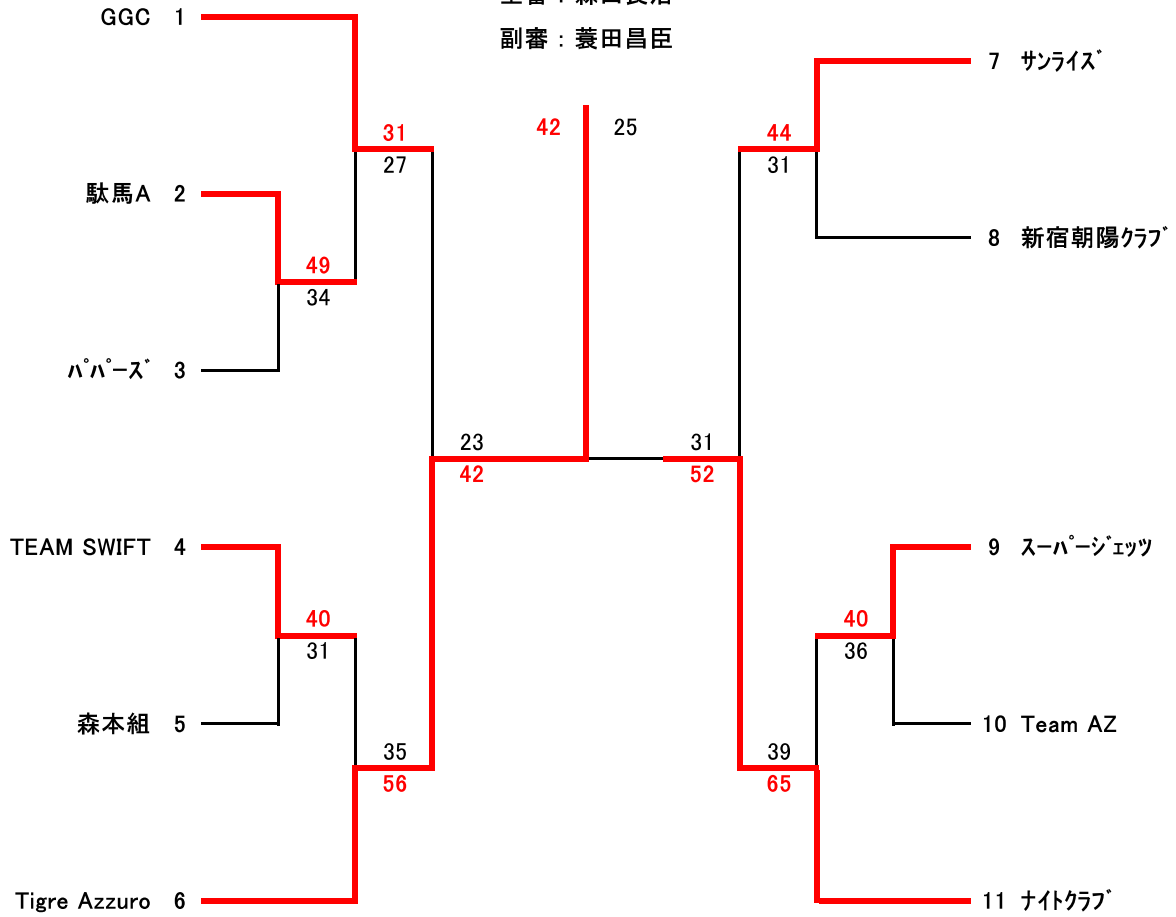 副審：蓑田昌臣
GGC 1
31
27
駄馬A 2
49
34
ﾊﾟﾊﾟｰｽﾞ 3
23
42
TEAM SWIFT 4
40
31
森本組 5
35
56
Tigre Azzuro 6
42 25
7 ｻﾝﾗｲｽﾞ
44
31
8 新宿朝陽ｸﾗﾌﾞ
31
52
9 ｽｰﾊﾟｰｼﾞｪｯﾂ
40
36
10 Team AZ
39
65
11 ﾅｲﾄｸﾗﾌﾞ